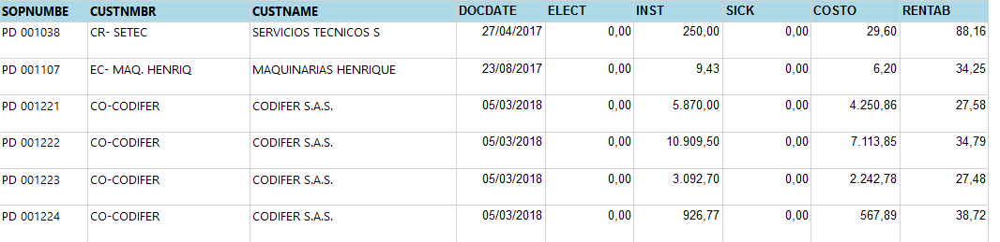 SOPNUMBE CUSTNMBR CUSTNAME DOCDATE ELECT INST SICK COSTO RENTAB
PD 001038 CR- SETEC SERVICIOS TECNICOS S 27/04/2017 0,00 250,00 0,00 29,60 88,16
PD 001107 EC- MAQ. HENRIQ MAQUINARIAS HENRIQUE 23/08/2017 0,00 9,43 0,00 6,20 34,25
PD 001221 CO-CODIFER CODIFER S.A.S. 05/03/2018 0,00 5.870,00 0,00 4.250,86 27,58
PD 001222 CO-CODIFER CODIFER S.A.S. 05/03/2018 0,00 10.909,50 0,00 7.113,85 34,79
PD 001223 CO-CODIFER CODIFER S.A.S. 05/03/2018 0,00 3.092,70 0,00 2.242,78 27,48
PD 001224 CO-CODIFER CODIFER S.A.S. 05/03/2018 0,00 926,77 0,00 567,89 38,72